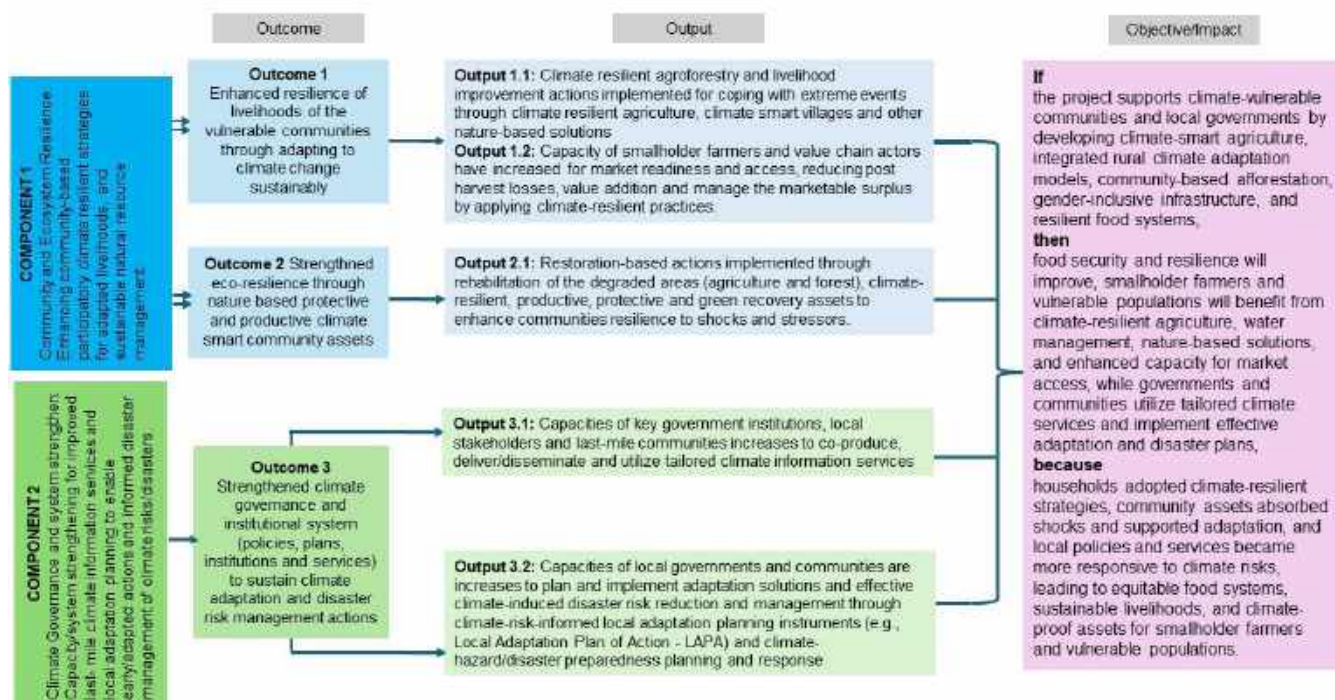 Outcome
Output
Objective/Impact
COMPONENT 1
Community and Ecosystem Resilience
Enhancing community-based
participatory climate resilient strategies
for adapted livelihoods, and
sustainable natural resource
management
Outcome 1
Enhanced resilience of
livelihoods of the
vulnerable communities
through adapting to
climate change
sustainably
Output 1.1: Climate resilient agroforestry and livelihood
improvement actions implemented for coping with extreme events
through climate resilient agriculture, climate smart villages and other
nature-based solutions
Output 1.2: Capacity of smallholder farmers and value chain actors
have increased for market readiness and access, reducing post
harvest losses, value addition and manage the marketable surplus
by applying climate-resilient practices.
Outcome 2 Strengthned
eco-resilience through
nature based protective
and productive climate
smart community assets
Output 2.1: Restoration-based actions implemented through
rehabilitation of the degraded areas (agriculture and forest), climate-
resilient, productive, protective and green recovery assets to
enhance communities resilience to shocks and stressors.
COMPONENT 2
Climate Governance and system strengthen:
Capacity/system strengthening for improved
last- mile climate information services and
local adaptation planning to enable
early/adapted actions and informed disaster
management of climate risks/disasters.
Outcome 3
Strengthened climate
governance and
institutional system
(policies, plans,
institutions and services)
to sustain climate
adaptation and disaster
risk management actions
Output 3.1: Capacities of key government institutions, local
stakeholders and last-mile communities increases to co-produce,
deliver/disseminate and utilize tailored climate information services
Output 3.2: Capacities of local governments and communities are
increases to plan and implement adaptation solutions and effective
climate-induced disaster risk reduction and management through
climate-risk-informed local adaptation planning instruments (e.g.,
Local Adaptation Plan of Action - LAPA) and climate-
hazard/disaster preparedness planning and response
If
the project supports climate-vulnerable
communities and local governments by
developing climate-smart agriculture,
integrated rural climate adaptation
models, community-based afforestation,
gender-inclusive infrastructure, and
resilient food systems,
then
food security and resilience will
improve, smallholder farmers and
vulnerable populations will benefit from
climate-resilient agriculture, water
management, nature-based solutions,
and enhanced capacity for market
access, while governments and
communities utilize tailored climate
services and implement effective
adaptation and disaster plans,
because
households adopted climate-resilient
strategies, community assets absorbed
shocks and supported adaptation, and
local policies and services became
more responsive to climate risks,
leading to equitable food systems,
sustainable livelihoods, and climate-
proof assets for smallholder farmers
and vulnerable populations.